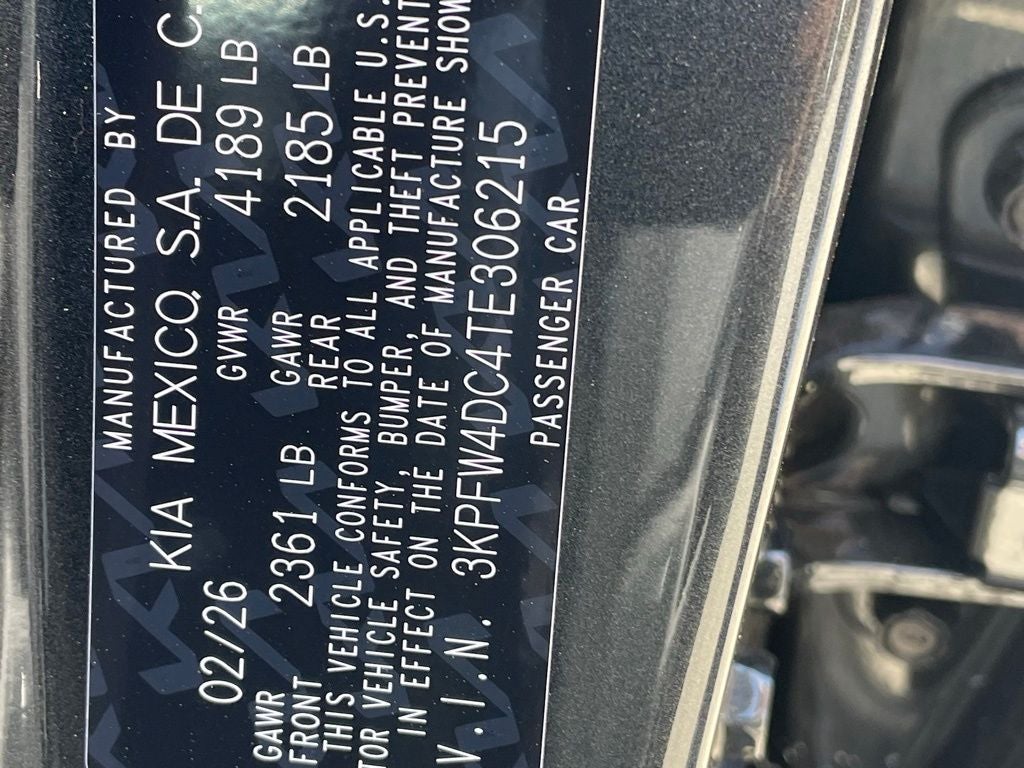 MANUFACTURED BY
KIA MEXICO, S.A. DE C.
02/26 GVWR 4189 LB
GAWR FRONT 2361 LB GAWR REAR 2185 LB
THIS VEHICLE CONFORMS TO ALL APPLICABLE U.S.
TOR VEHICLE SAFETY, BUMPER, AND THEFT PREVENT
IN EFFECT ON THE DATE OF MANUFACTURE SHOW
V.I.N. 3KPFW4DC4TE306215
PASSENGER CAR